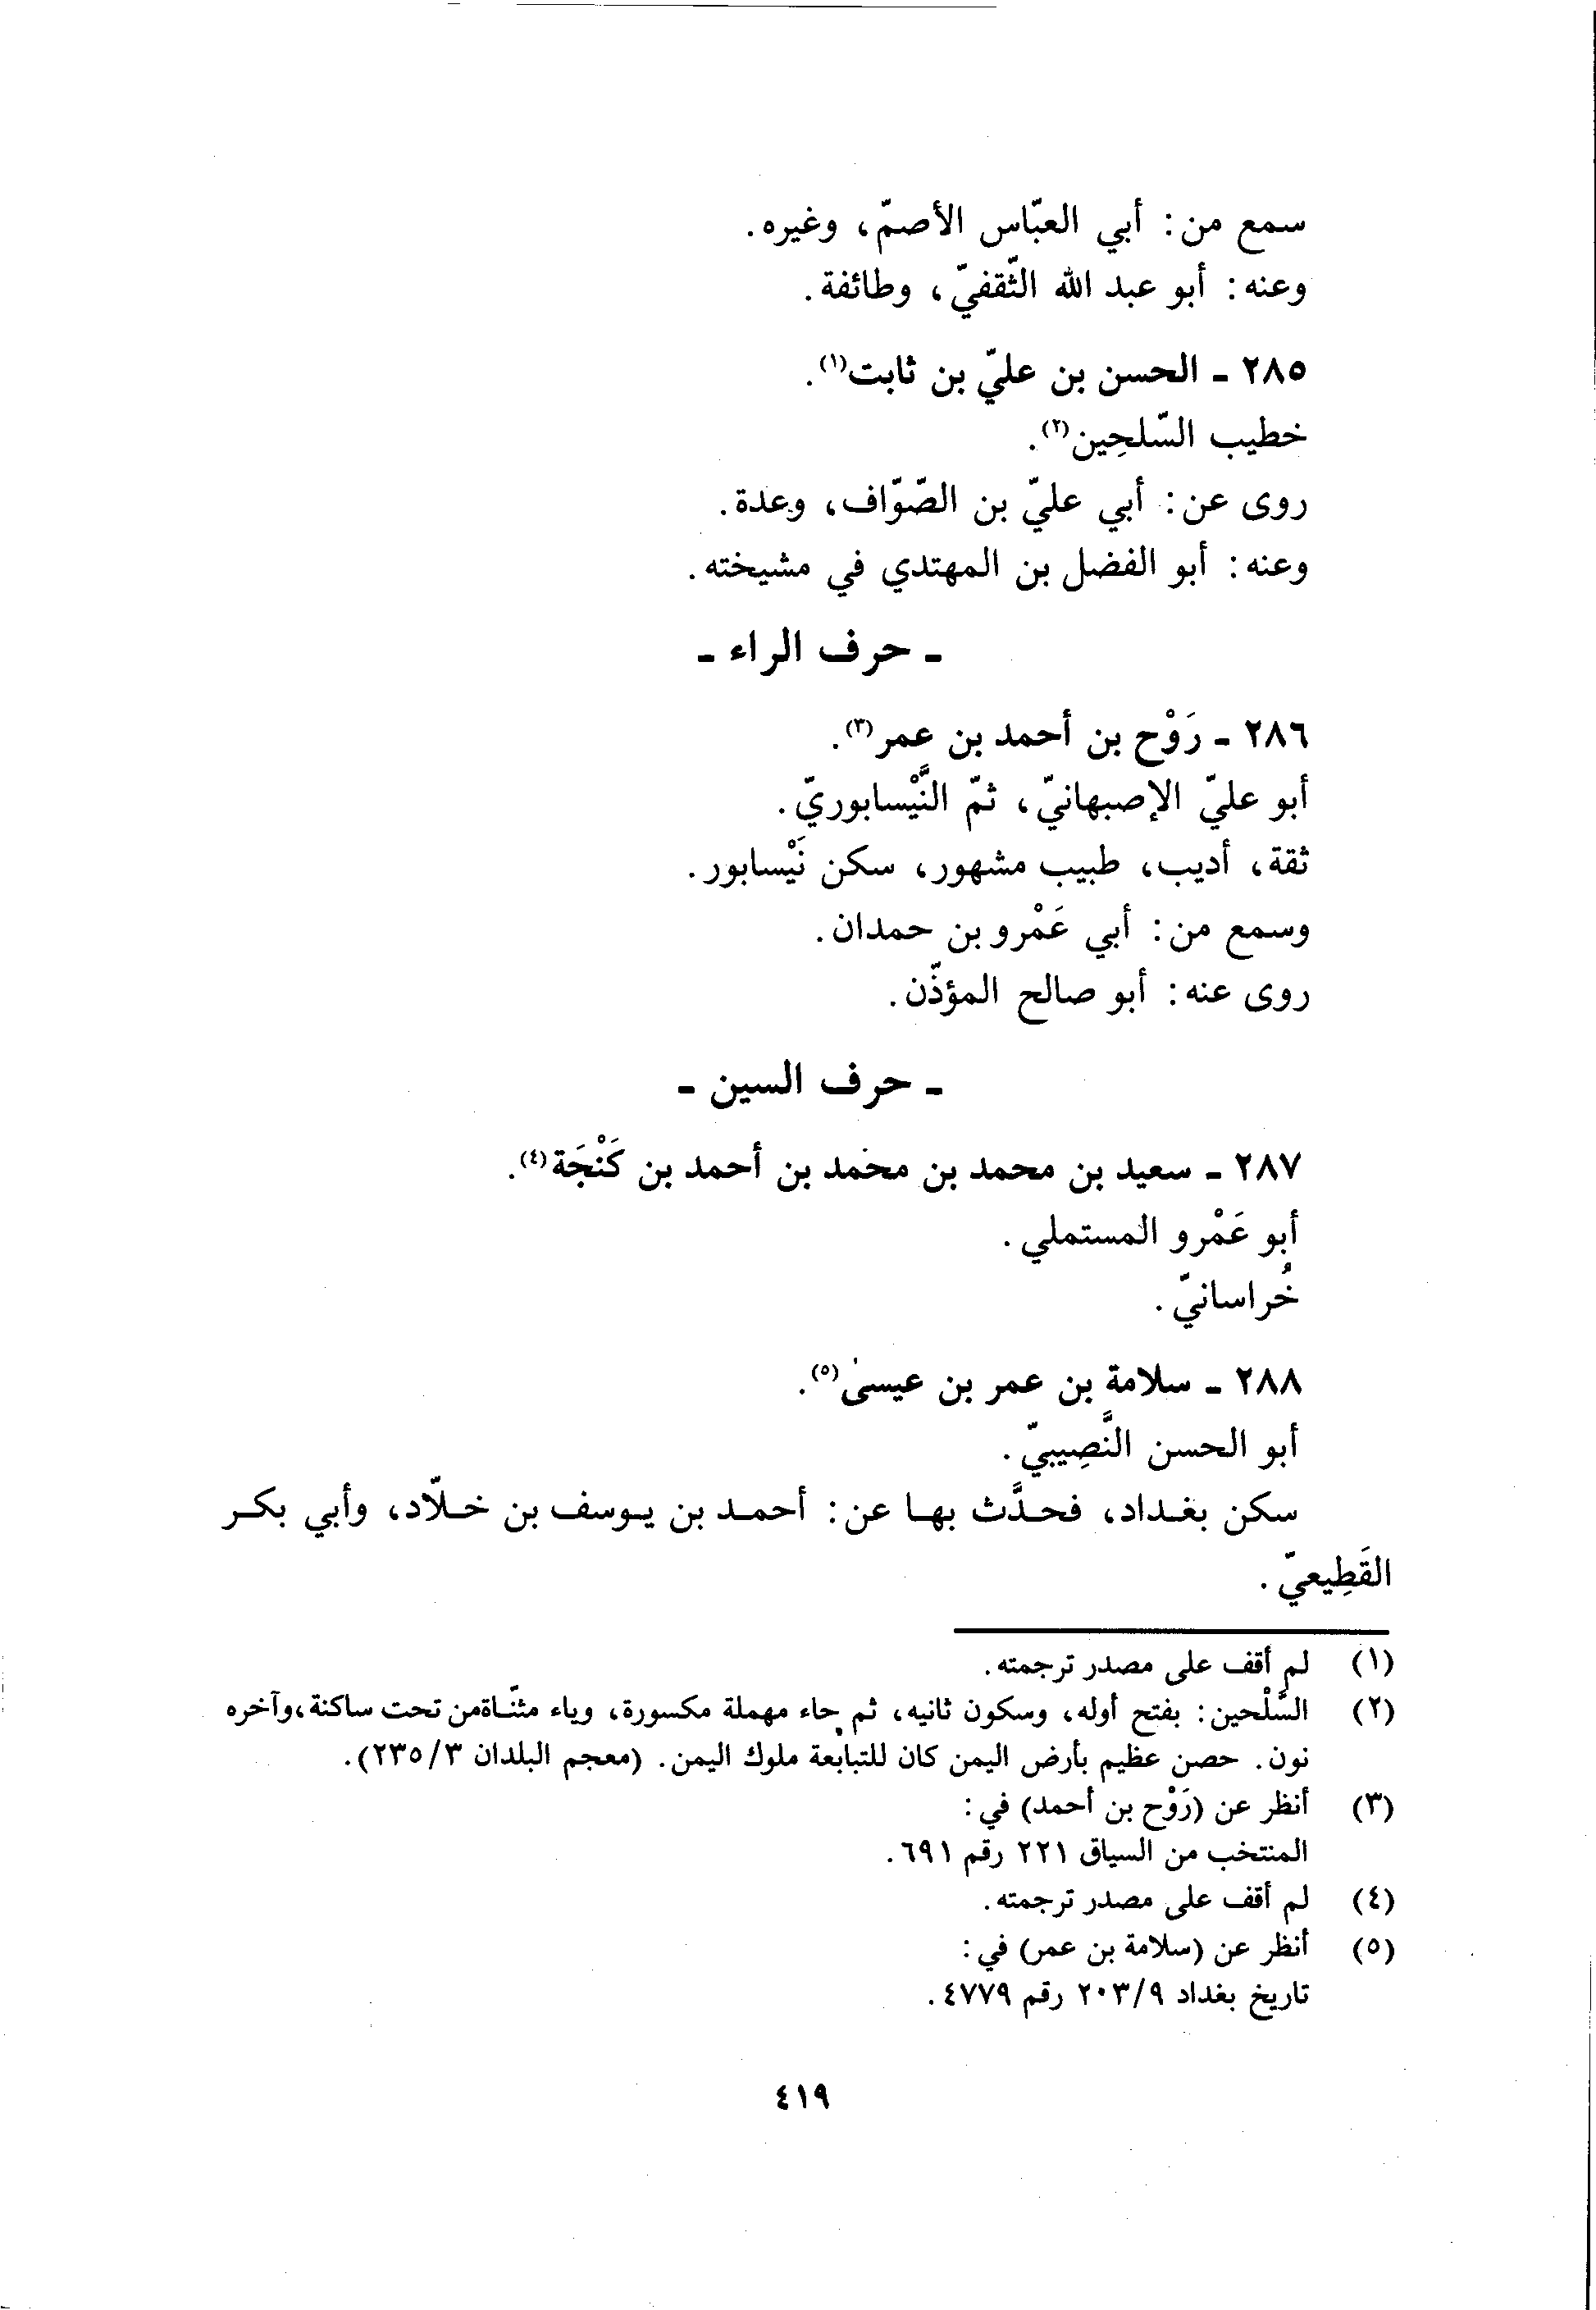 سمع من: أبي العبّاس الأصمّ، وغيره.
وعنه: أبو عبد الله الثّقفيّ، وطائفة.
٢٨٥ - الحسن بن عليّ بن ثابت(١).
خطيب السّلحِين(٢).
روى عن: أبي عليّ بن الصّوّاف، وعدة.
وعنه: أبو الفضل بن المهتدي في مشيخته.
- حرف الراء -
٢٨٦ - رَوْح بن أحمد بن عمر(٣).
أبو عليّ الإصبهانيّ، ثمّ النَّيْسابوريّ.
ثقة، أديب، طبيب مشهور، سكن نَيْسابور.
وسمع من: أبي عَمْرو بن حمدان.
روى عنه: أبو صالح المؤذّن.
- حرف السين -
٢٨٧ - سعيد بن محمد بن محمد بن أحمد بن كَنْجَة(٤).
أبو عَمْرو المستملي.
خُراسانيّ.
٢٨٨ - سلامة بن عمر بن عيسى(٥).
أبو الحسن النَّصِيبيّ.
سكن بغداد، فحدَّث بها عن: أحمد بن يوسف بن خلّاد، وأبي بكر
القَطِيعيّ.
(١) لم أقف على مصدر ترجمته.
(٢) السَّلْحين: بفتح أوله، وسكون ثانيه، ثم حاء مهملة مكسورة، وياء مثنّاة من تحت ساكنة، وآخره
نون. حصن عظيم بأرض اليمن كان للتبابعة ملوك اليمن. (معجم البلدان ٢٣٥/٣).
(٣) أنظر عن (رَوْح بن أحمد) في:
المنتخب من السياق ٢٢١ رقم ٦٩١.
(٤) لم أقف على مصدر ترجمته.
(٥) أنظر عن (سلامة بن عمر) في:
تاريخ بغداد ٢٠٣/٩ رقم ٤٧٧٩.
٤١٩